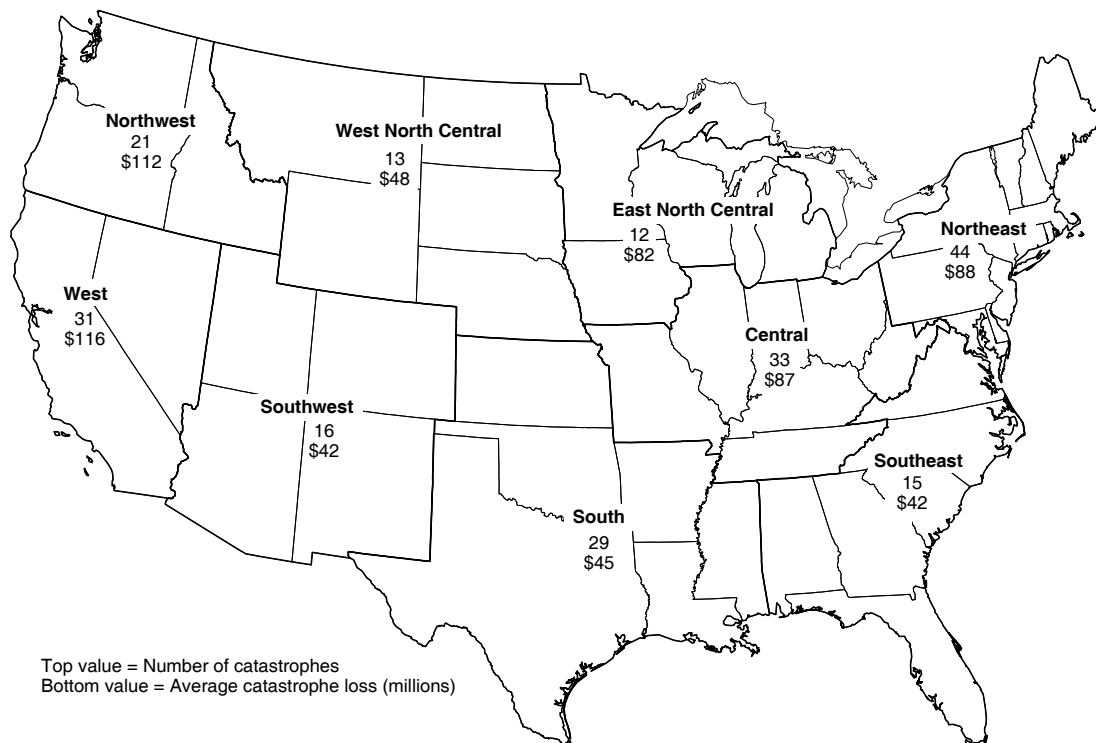 Northwest
21
$112
West North Central
13
$48
East North Central
12
$82
Northeast
44
$88
West
31
$116
Central
33
$87
Southwest
16
$42
Southeast
15
$42
South
29
$45
Top value = Number of catastrophes
Bottom value = Average catastrophe loss (millions)